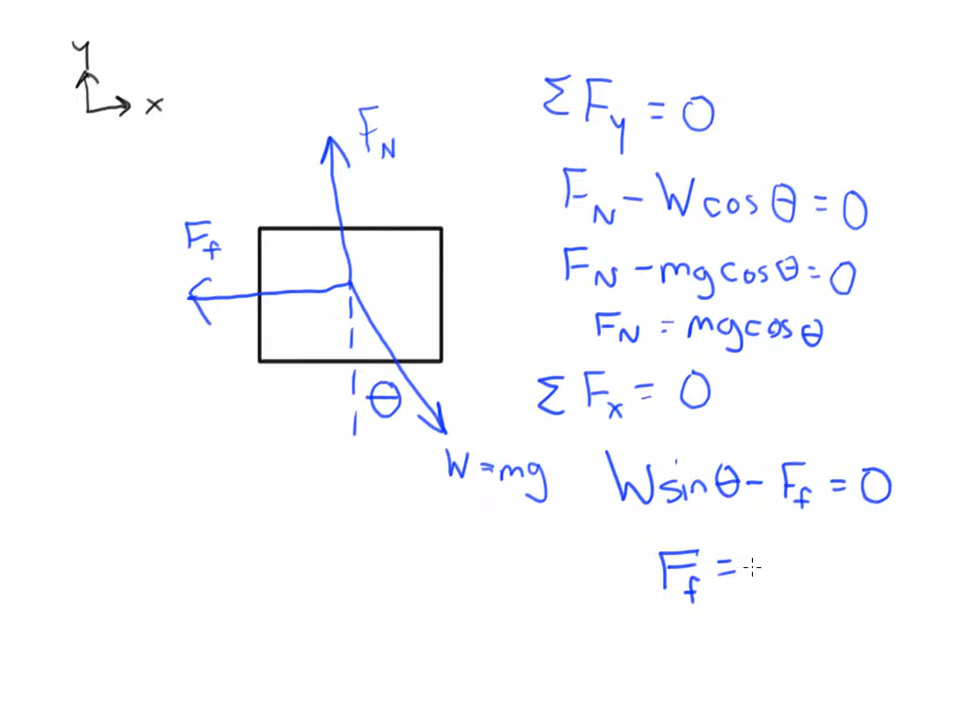 y
x
F_N
F_f
θ
W = mg
ΣF_y = 0
F_N - W cos θ = 0
F_N - mg cos θ = 0
F_N = mg cos θ
ΣF_x = 0
W sin θ - F_f = 0
F_f =